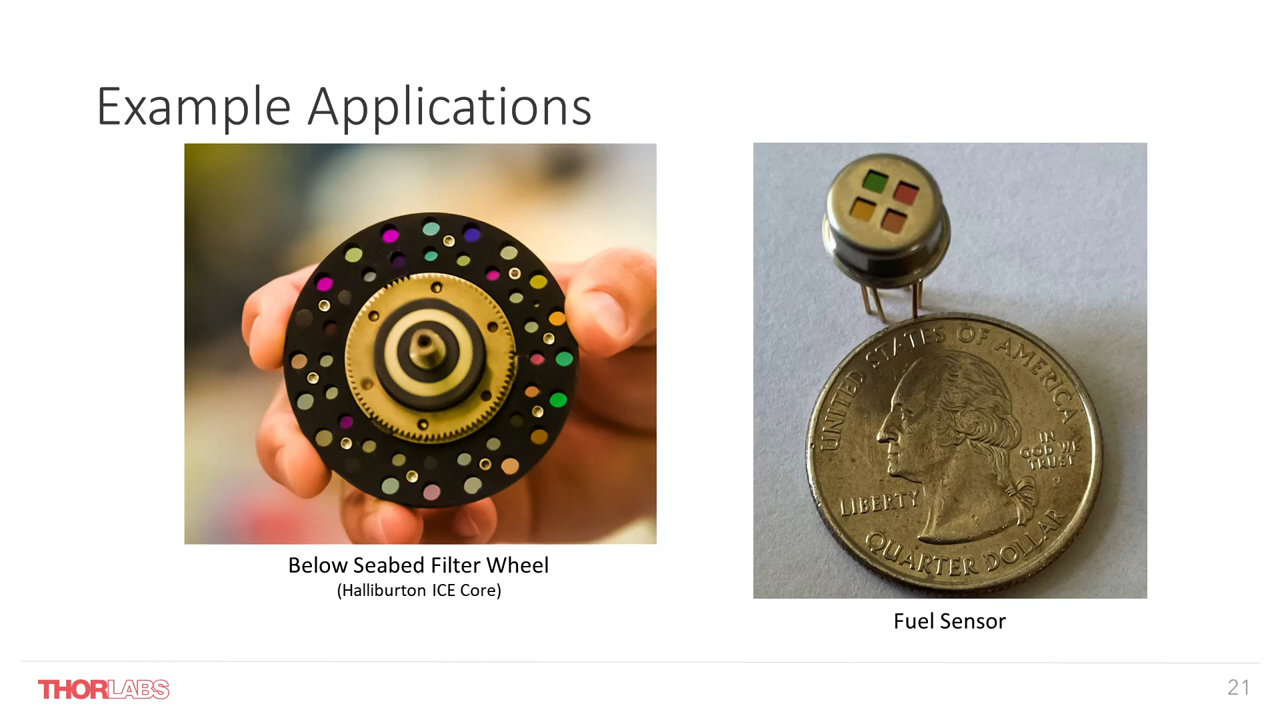 Example Applications
UNITED STATES OF AMERICA
IN
GOD WE
TRUST
P
LIBERTY
QUARTER DOLLAR
Below Seabed Filter Wheel
(Halliburton ICE Core)
Fuel Sensor
THORLABS
21